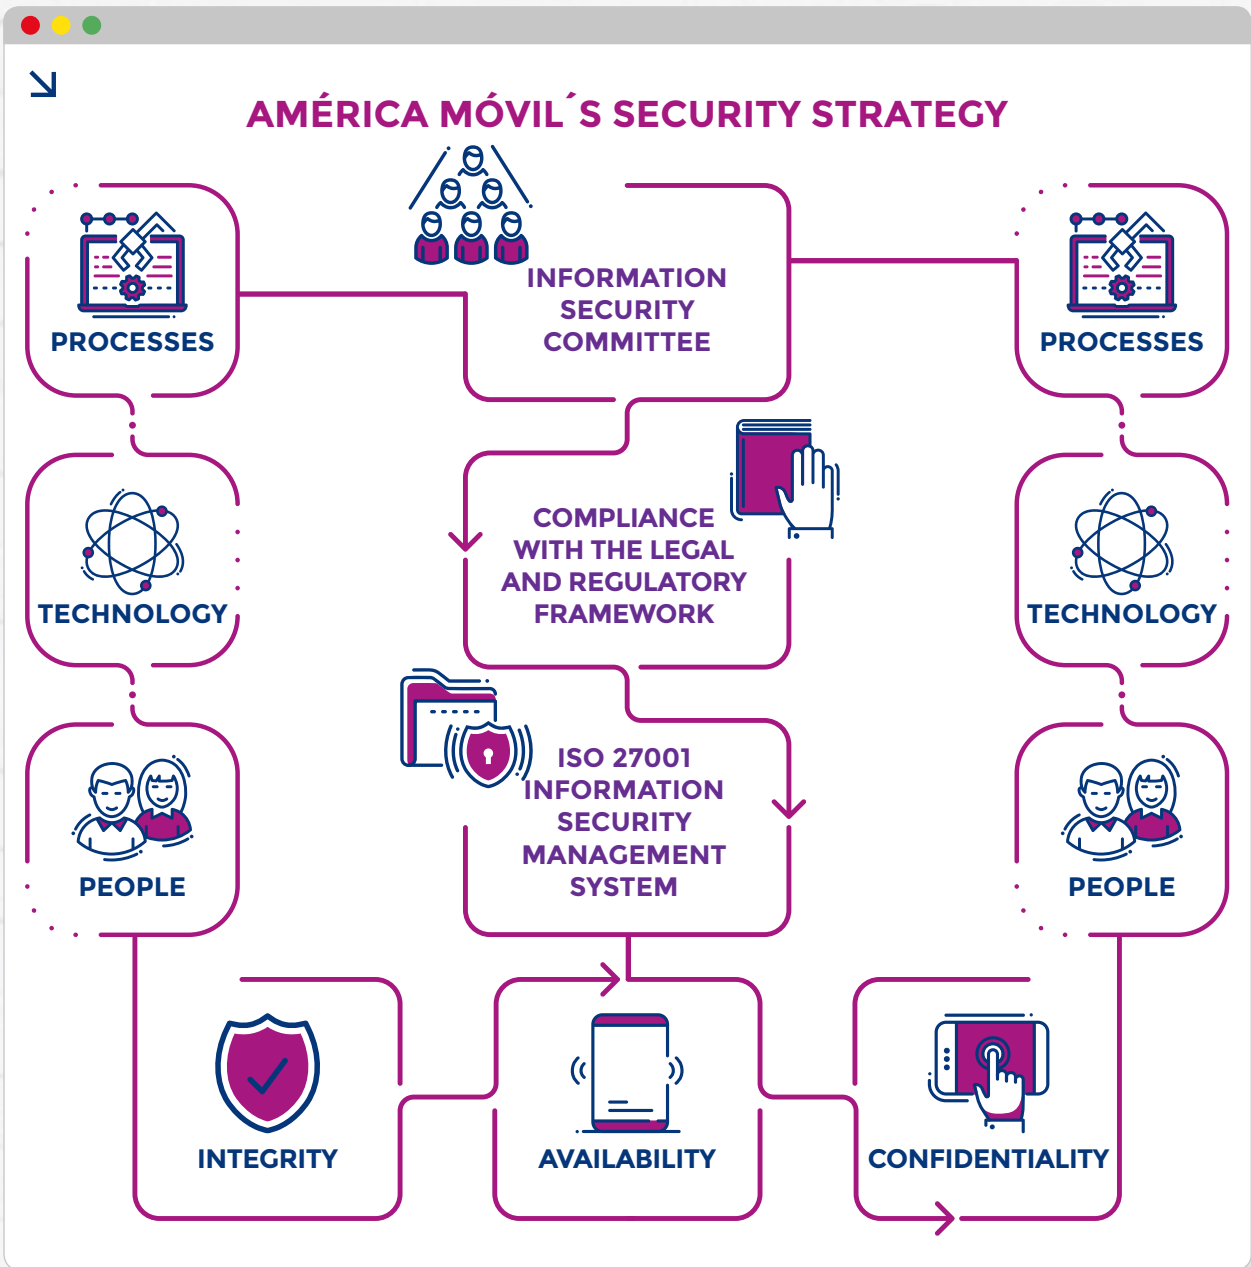 AMÉRICA MÓVIL´S SECURITY STRATEGY
PROCESSES
TECHNOLOGY
PEOPLE
INFORMATION
SECURITY
COMMITTEE
COMPLIANCE
WITH THE LEGAL
AND REGULATORY
FRAMEWORK
ISO 27001
INFORMATION
SECURITY
MANAGEMENT
SYSTEM
PROCESSES
TECHNOLOGY
PEOPLE
INTEGRITY
AVAILABILITY
CONFIDENTIALITY